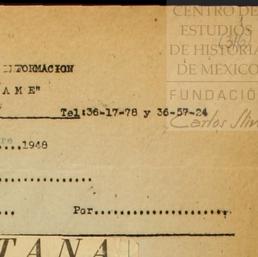 CENTRO DE
ESTUDIOS
DE HISTORIA
DE MEXICO
FUNDACIÓN
Carlos Slim
INFORMACION
AME"
Tel:36-17-78 y 36-57-24
....1948
...................
... Por...................
TANA